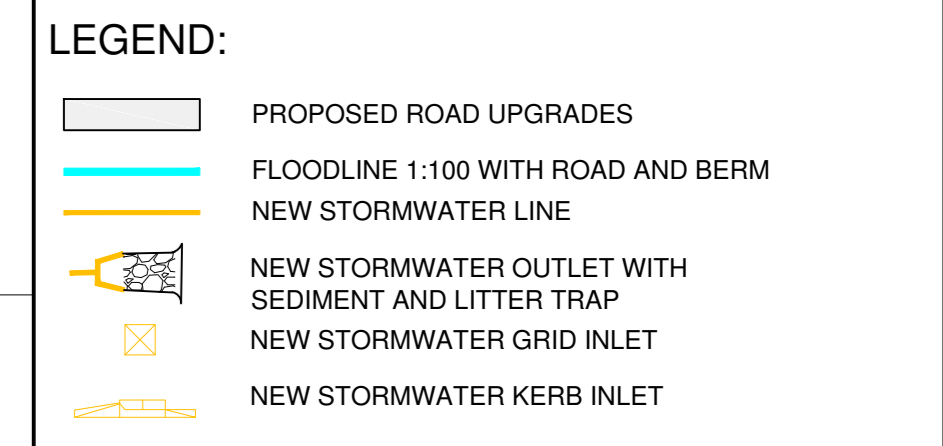 LEGEND:
PROPOSED ROAD UPGRADES
FLOODLINE 1:100 WITH ROAD AND BERM
NEW STORMWATER LINE
NEW STORMWATER OUTLET WITH
SEDIMENT AND LITTER TRAP
NEW STORMWATER GRID INLET
NEW STORMWATER KERB INLET